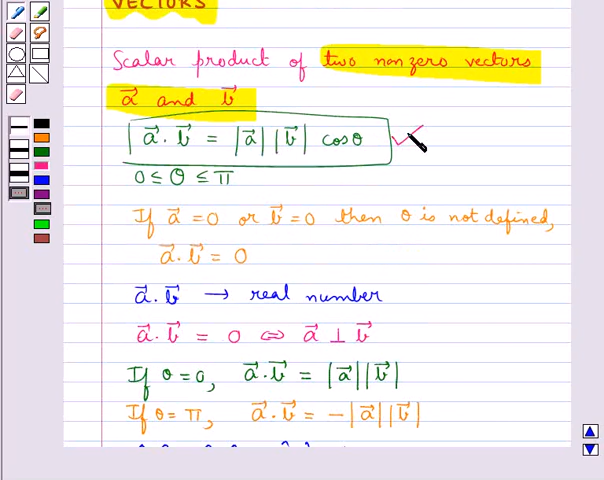 VECTORS
Scalar product of two nonzero vectors
a⃗ and b⃗
a⃗ . b⃗ = |a⃗| |b⃗| cosθ
0 ≤ θ ≤ π
If a⃗ = 0 or b⃗ = 0 then θ is not defined,
a⃗ . b⃗ = 0
a⃗ . b⃗ → real number
a⃗ . b⃗ = 0 ⇔ a⃗ ⊥ b⃗
If θ = 0, a⃗ . b⃗ = |a⃗| |b⃗|
If θ = π, a⃗ . b⃗ = -|a⃗| |b⃗|